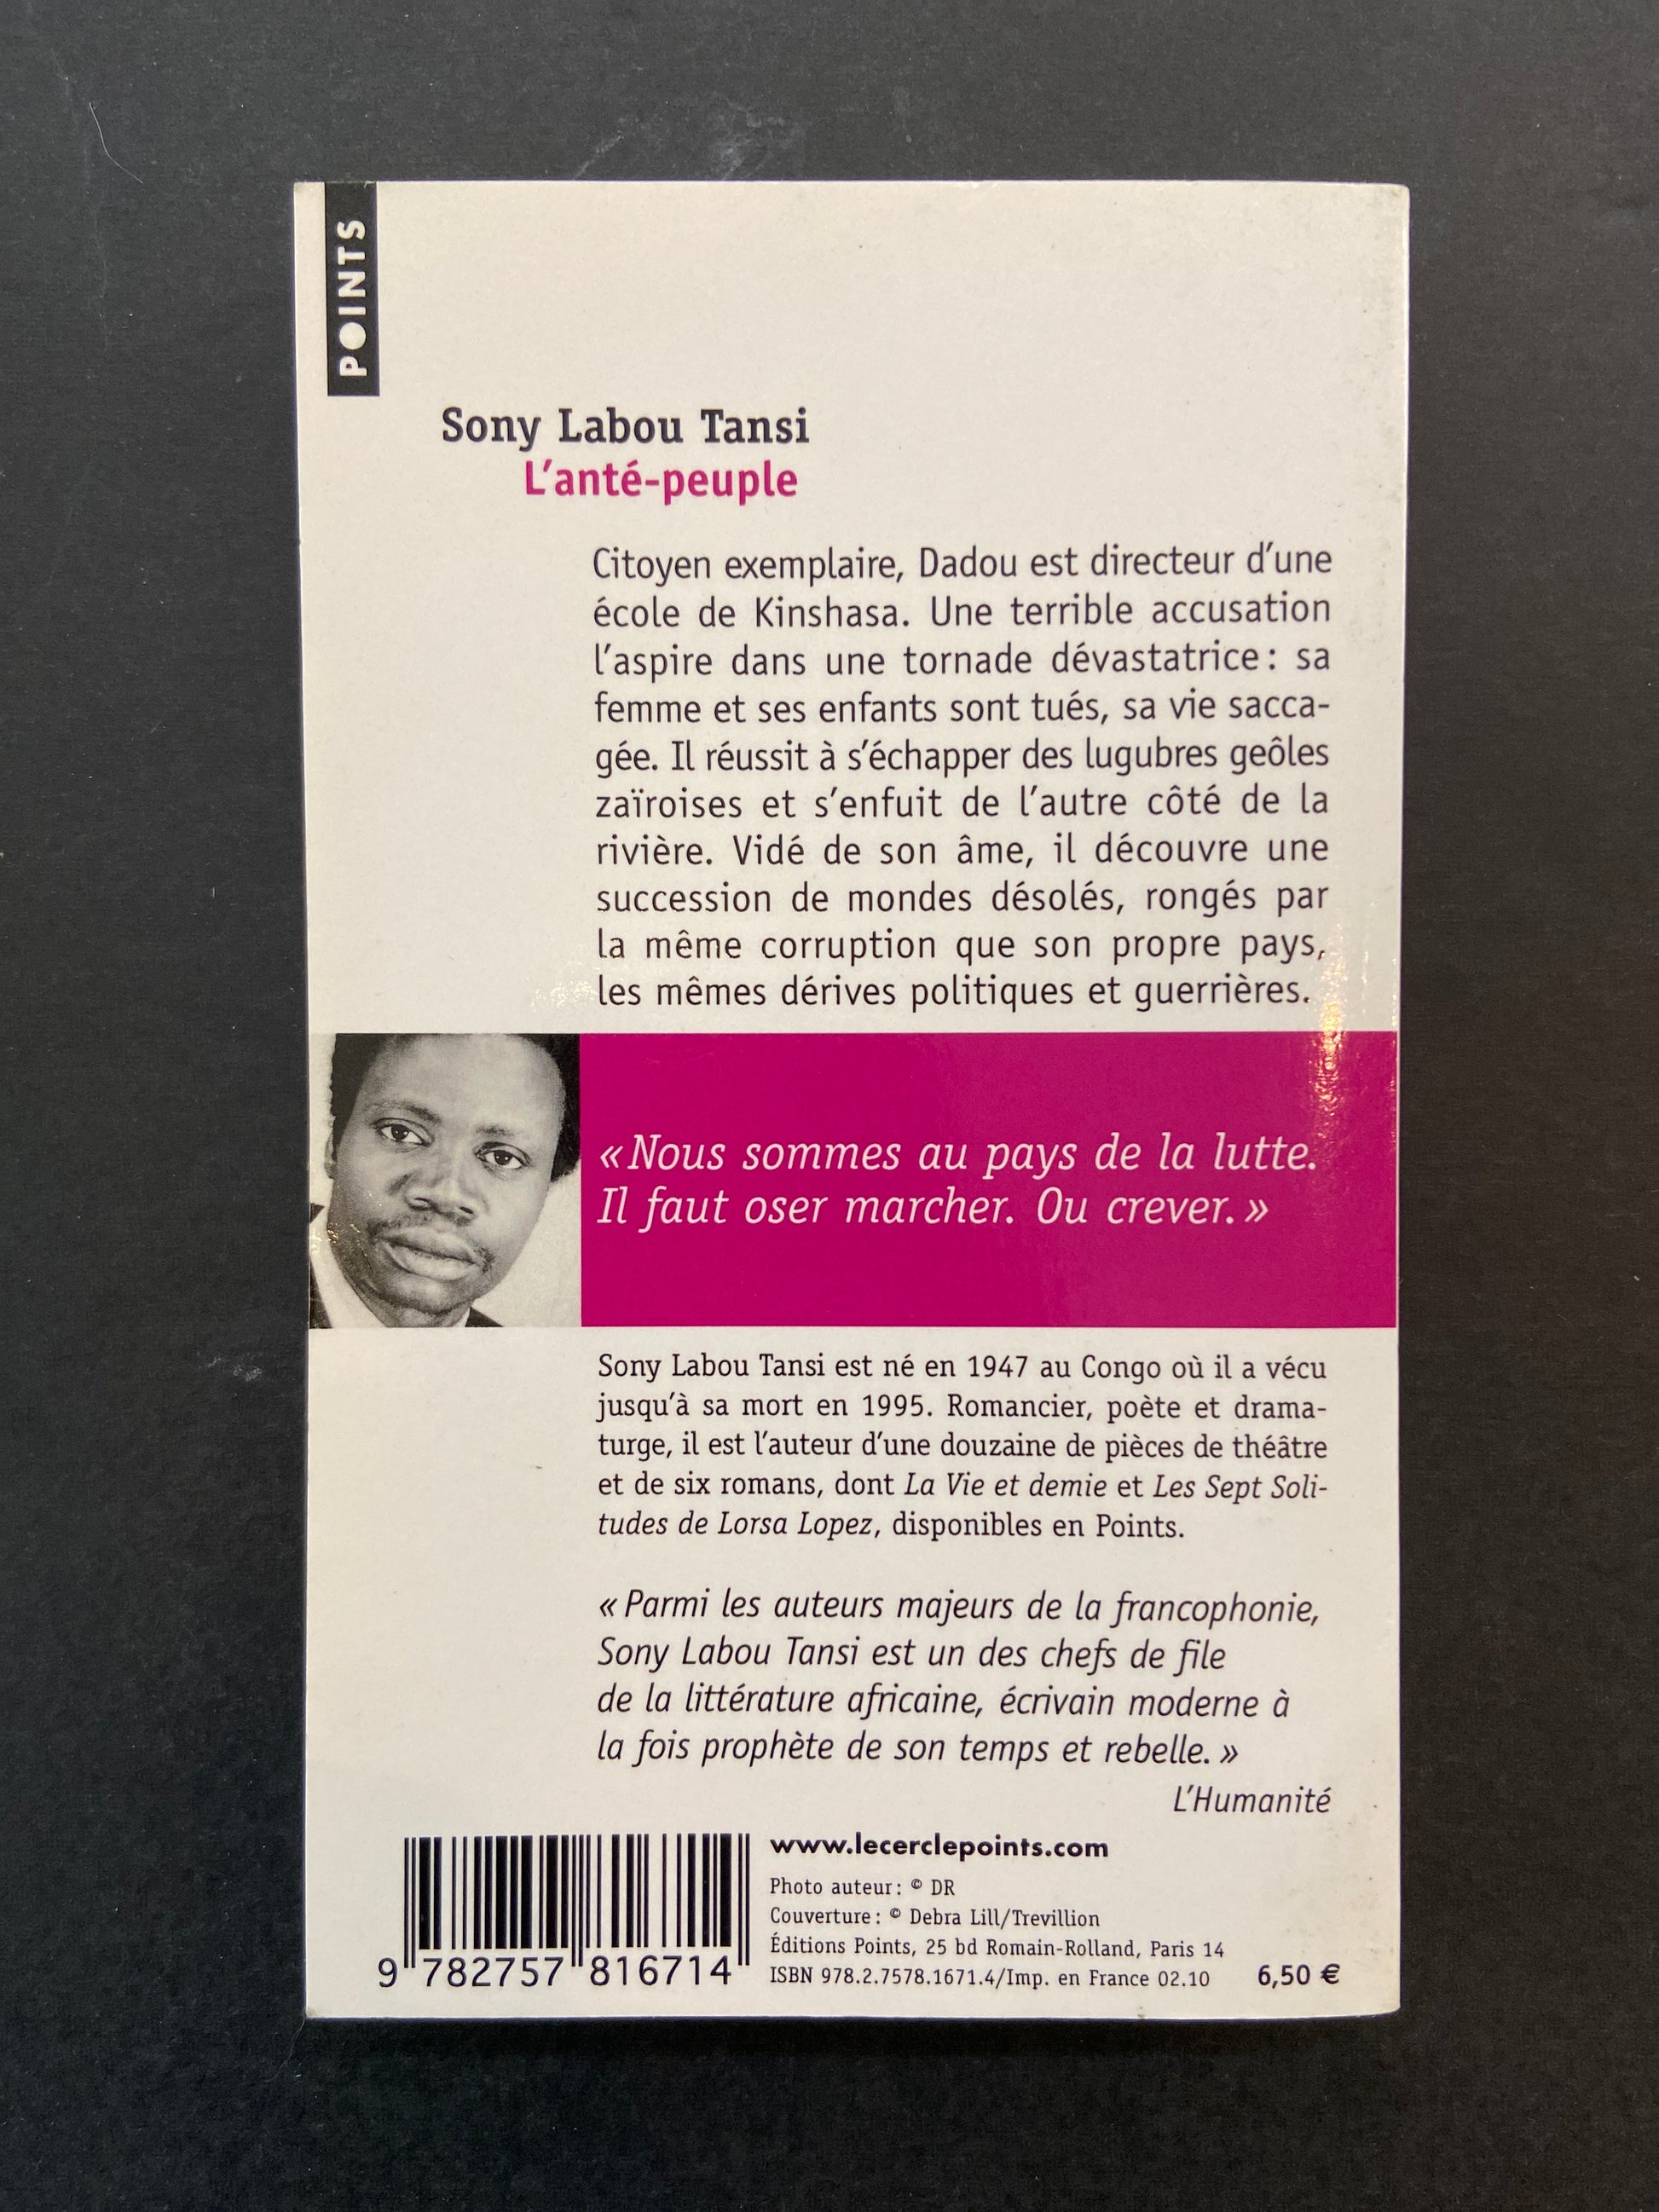 POINTS
Sony Labou Tansi
L'anté-peuple
Citoyen exemplaire, Dadou est directeur d'une
école de Kinshasa. Une terrible accusation
l'aspire dans une tornade dévastatrice : sa
femme et ses enfants sont tués, sa vie sacca-
gée. Il réussit à s'échapper des lugubres geôles
zaïroises et s'enfuit de l'autre côté de la
rivière. Vidé de son âme, il découvre une
succession de mondes désolés, rongés par
la même corruption que son propre pays,
les mêmes dérives politiques et guerrières.
« Nous sommes au pays de la lutte.
Il faut oser marcher. Ou crever. »
Sony Labou Tansi est né en 1947 au Congo où il a vécu
jusqu'à sa mort en 1995. Romancier, poète et drama-
turge, il est l'auteur d'une douzaine de pièces de théâtre
et de six romans, dont La Vie et demie et Les Sept Soli-
tudes de Lorsa Lopez, disponibles en Points.
« Parmi les auteurs majeurs de la francophonie,
Sony Labou Tansi est un des chefs de file
de la littérature africaine, écrivain moderne à
la fois prophète de son temps et rebelle. »
L'Humanité
www.lecerclepoints.com
Photo auteur : © DR
Couverture : © Debra Lill/Trevillion
Éditions Points, 25 bd Romain-Rolland, Paris 14
ISBN 978.2.7578.1671.4/Imp. en France 02.10
6,50 €
9 782757 816714